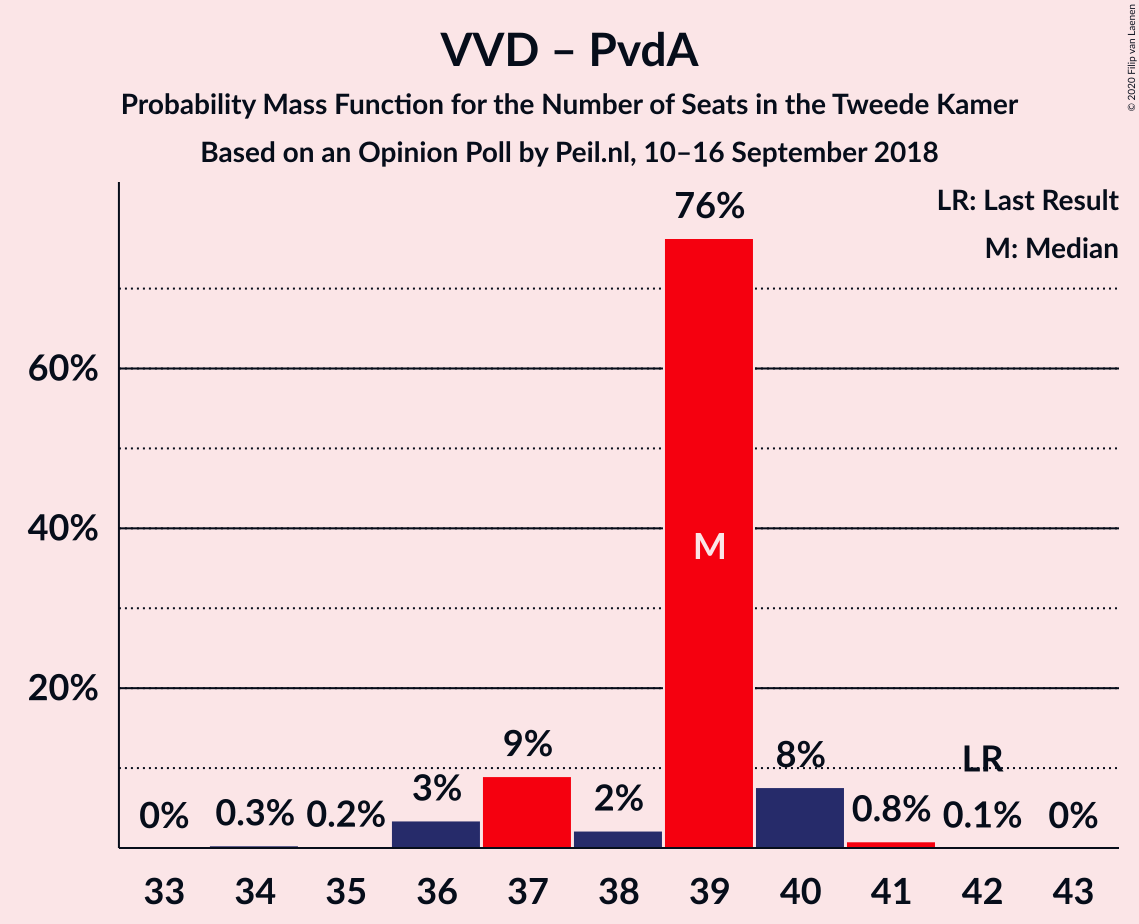 VVD – PvdA
Probability Mass Function for the Number of Seats in the Tweede Kamer
Based on an Opinion Poll by Peil.nl, 10–16 September 2018
© 2020 Filip van Laenen
LR: Last Result
M: Median
60%
40%
20%
0%
0.3%
0.2%
3%
9%
2%
76%
M
8%
0.8%
LR
0.1%
0%
33 34 35 36 37 38 39 40 41 42 43